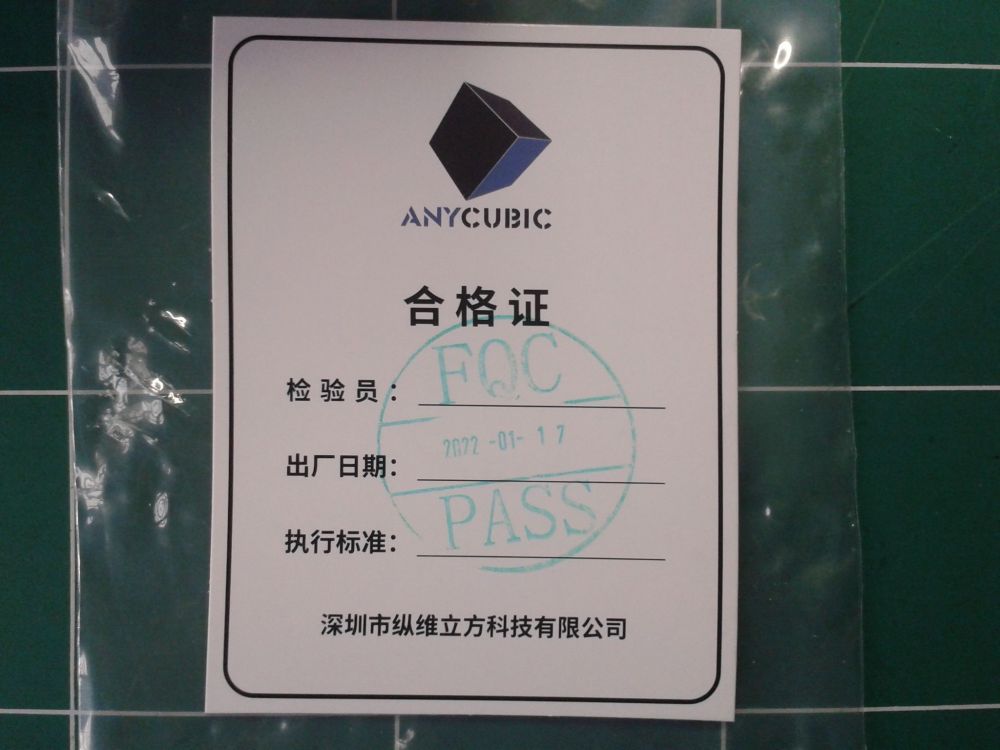 ANYCUBIC
合格证
FQC
检验员：
2022-01-17
出厂日期：
PASS
执行标准：
深圳市纵维立方科技有限公司